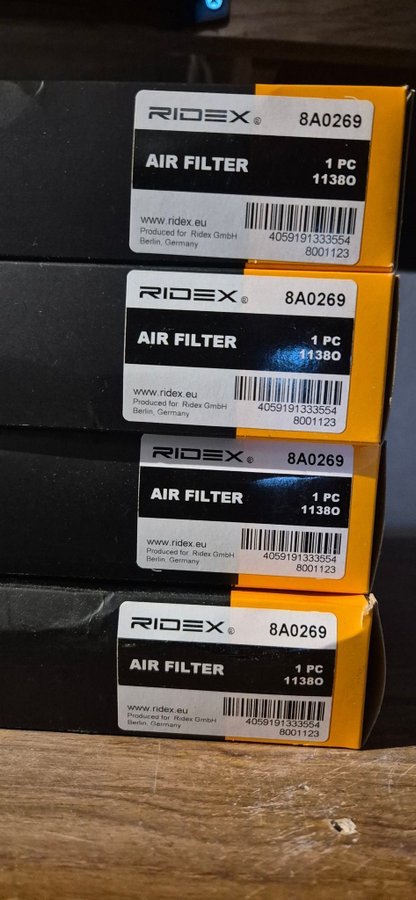 RIDEX®
8A0269
AIR FILTER
1 PC
1138O
www.ridex.eu
Produced for Ridex GmbH
Berlin, Germany
4059191333554
8001123
RIDEX®
8A0269
AIR FILTER
1 PC
1138O
www.ridex.eu
Produced for Ridex GmbH
Berlin, Germany
4059191333554
8001123
RIDEX®
8A0269
AIR FILTER
1 PC
1138O
www.ridex.eu
Produced for Ridex GmbH
Berlin, Germany
4059191333554
8001123
RIDEX®
8A0269
AIR FILTER
1 PC
1138O
www.ridex.eu
Produced for Ridex GmbH
Berlin, Germany
4059191333554
8001123